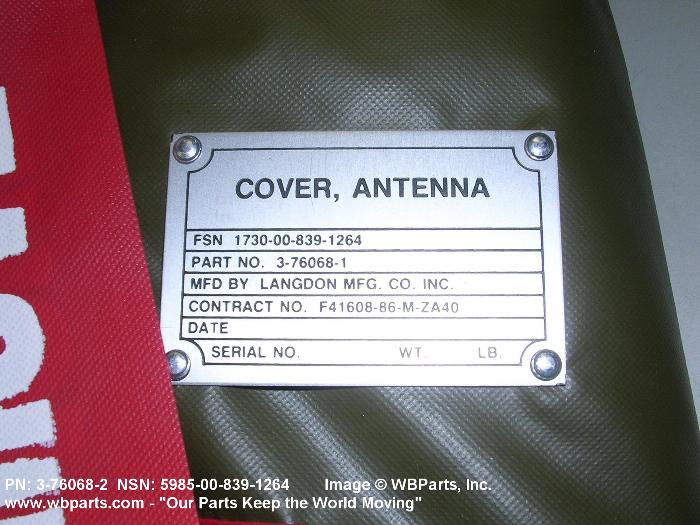 COVER, ANTENNA
FSN 1730-00-839-1264
PART NO. 3-76068-1
MFD BY LANGDON MFG. CO. INC.
CONTRACT NO. F41608-86-M-ZA40
DATE
SERIAL NO. WT. LB.
PN: 3-76068-2 NSN: 5985-00-839-1264 Image © WBParts, Inc.
www.wbparts.com - "Our Parts Keep the World Moving"